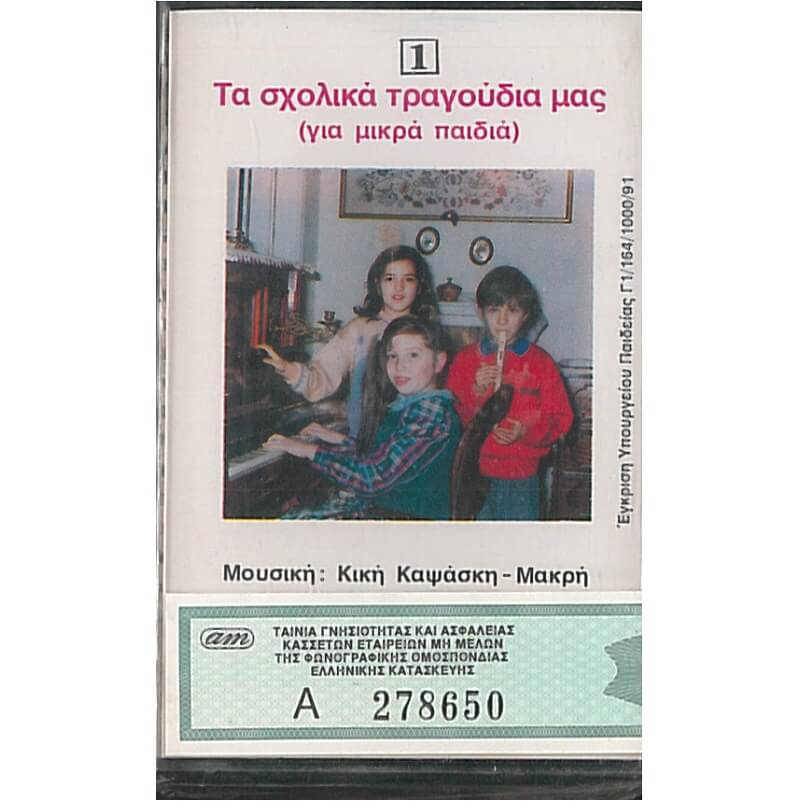 1
Τα σχολικά τραγούδια μας
(για μικρά παιδιά)
Έγκριση Υπουργείου Παιδείας Γ1/164/1000/91
Μουσική: Κική Καψάσκη - Μακρή
am
ΤΑΙΝΙΑ ΓΝΗΣΙΟΤΗΤΑΣ ΚΑΙ ΑΣΦΑΛΕΙΑΣ
ΚΑΣΣΕΤΩΝ ΕΤΑΙΡΕΙΩΝ ΜΗ ΜΕΛΩΝ
ΤΗΣ ΦΩΝΟΓΡΑΦΙΚΗΣ ΟΜΟΣΠΟΝΔΙΑΣ
ΕΛΛΗΝΙΚΗΣ ΚΑΤΑΣΚΕΥΗΣ
Α 278650